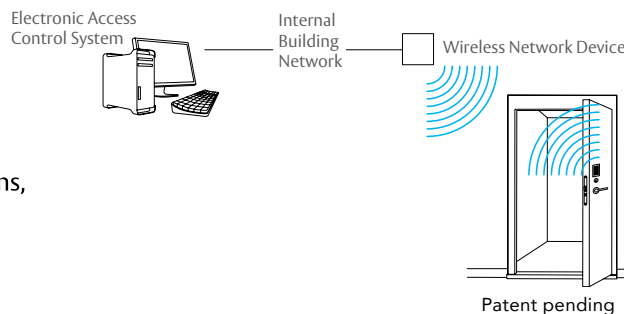 Electronic Access
Control System
Internal
Building
Network
Wireless Network Device
ns,
Patent pending